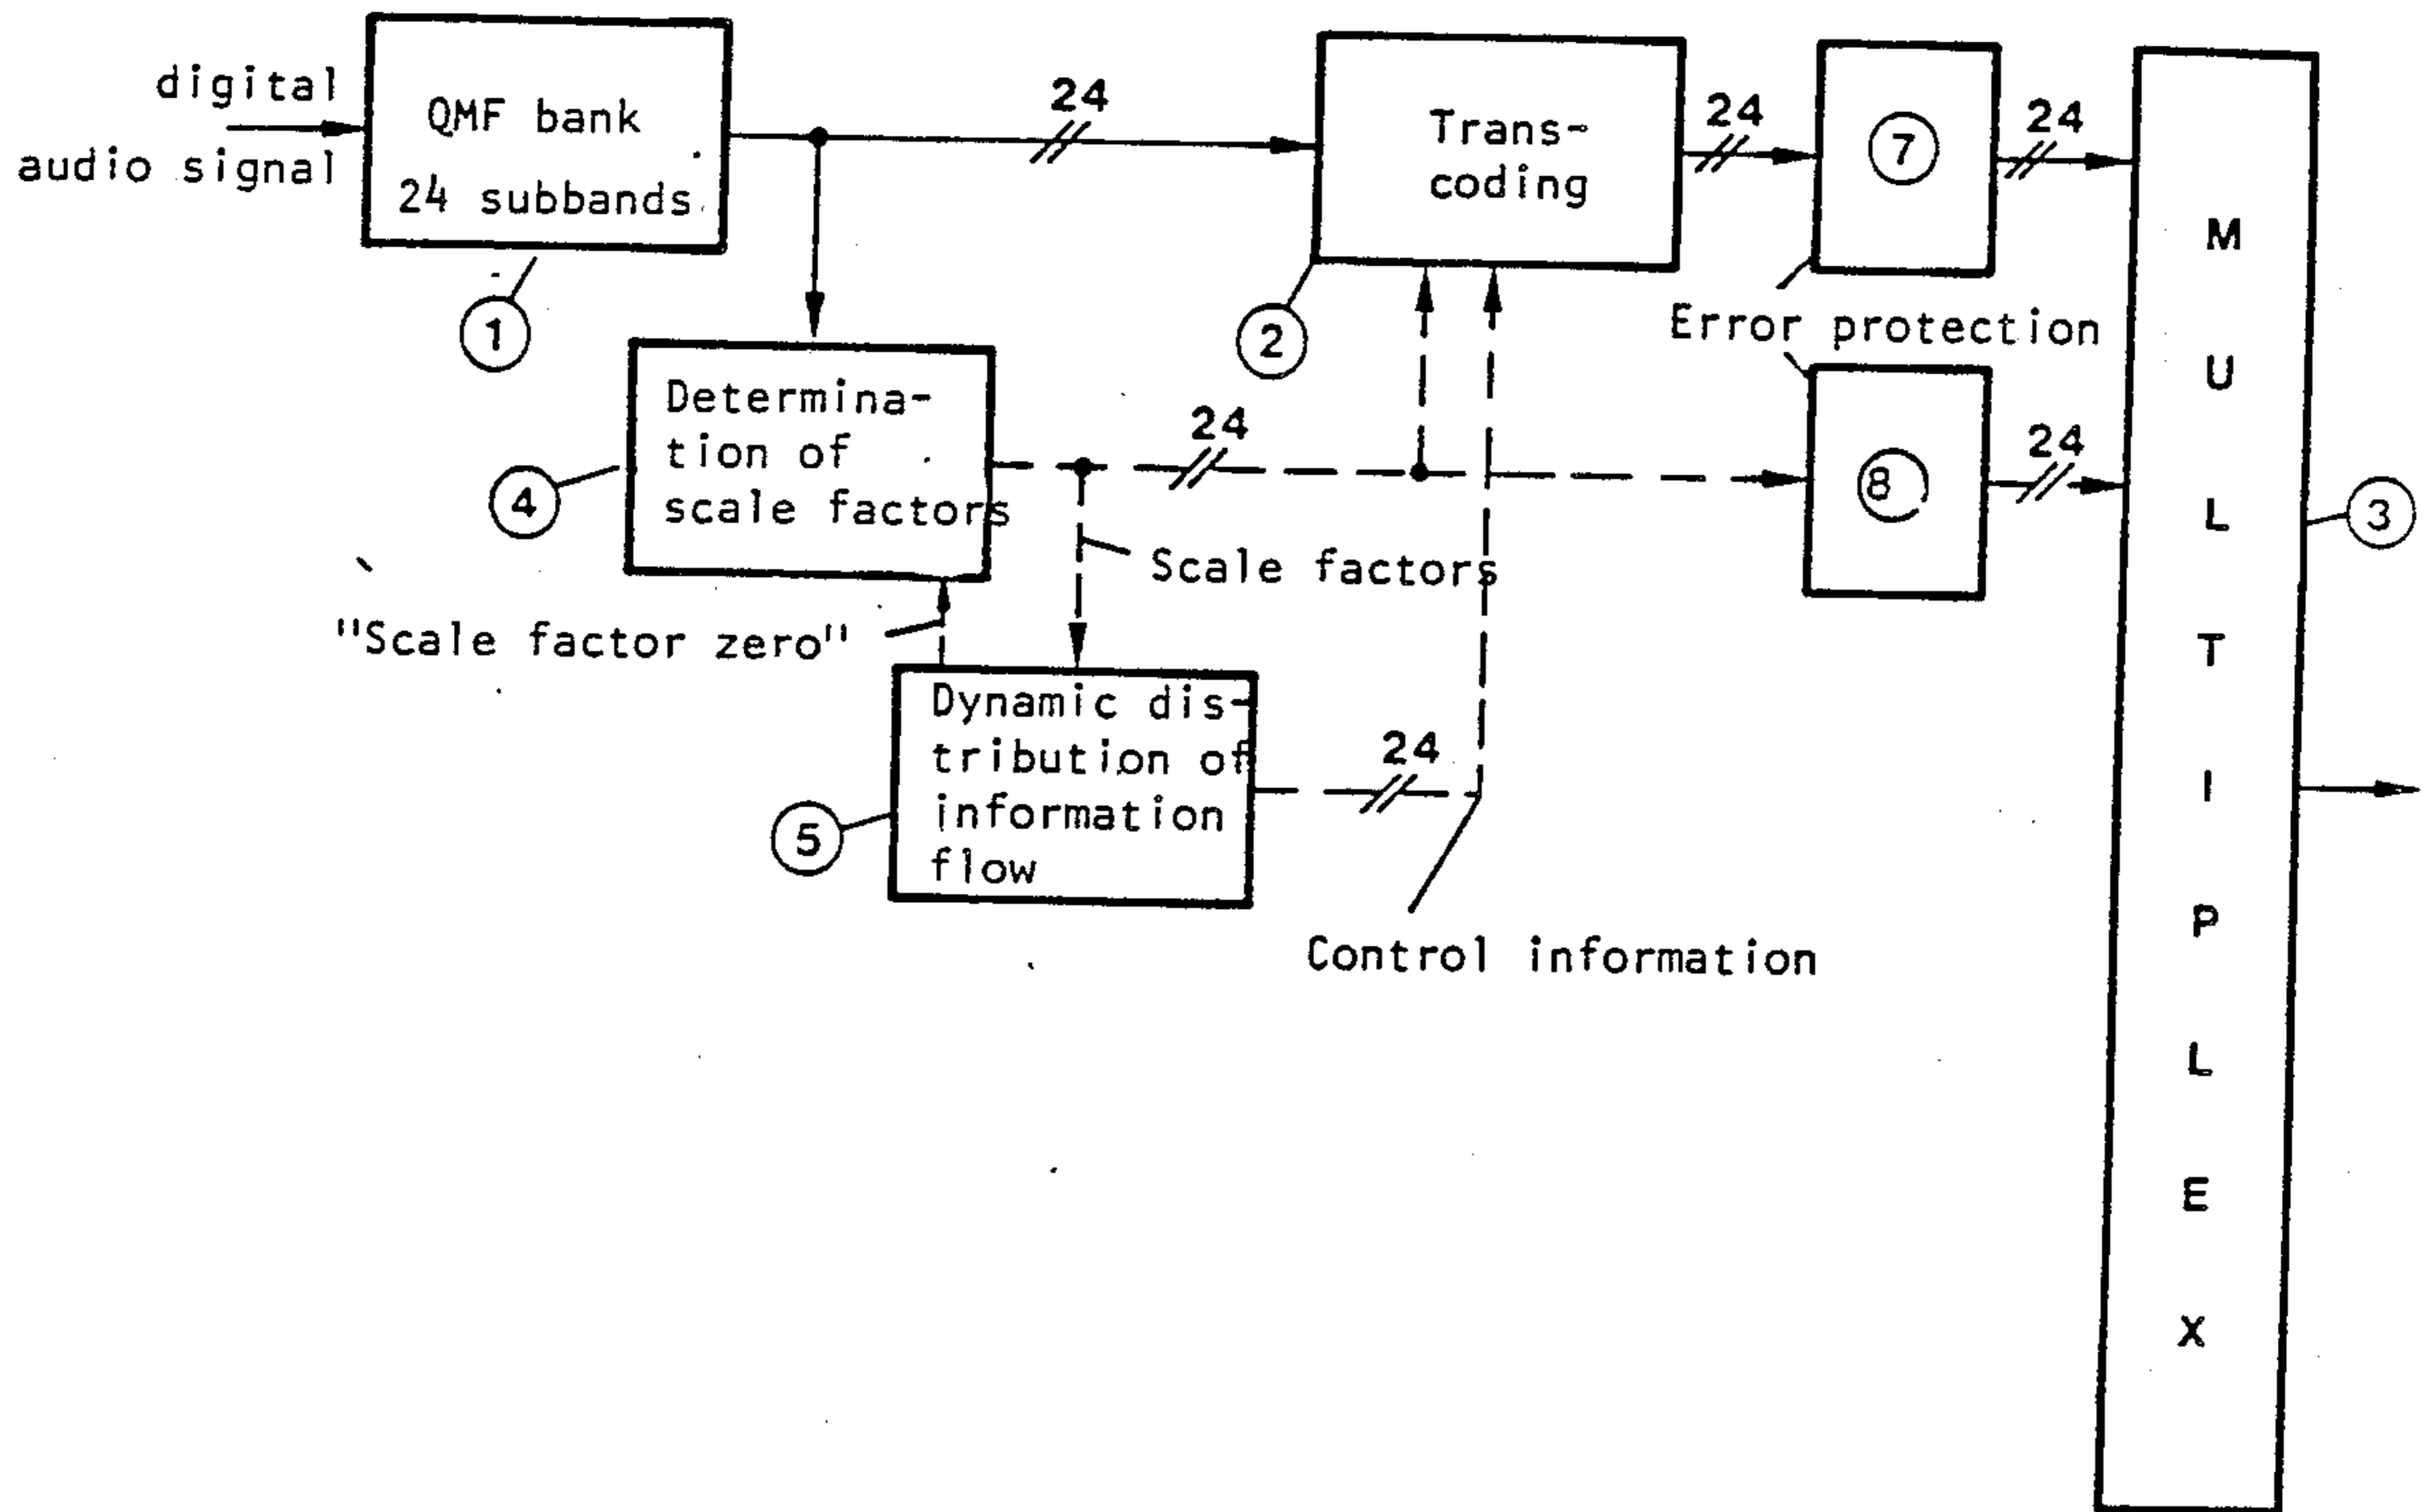 digital
audio signal
QMF bank
24 subbands
1
24
Trans-
coding
2
24
7
24
Error protection
8
24
Determina-
tion of
scale factors
4
24
Scale factors
"Scale factor zero"
Dynamic dis-
tribution of
information
flow
5
24
Control information
M
U
L
T
I
P
L
E
X
3